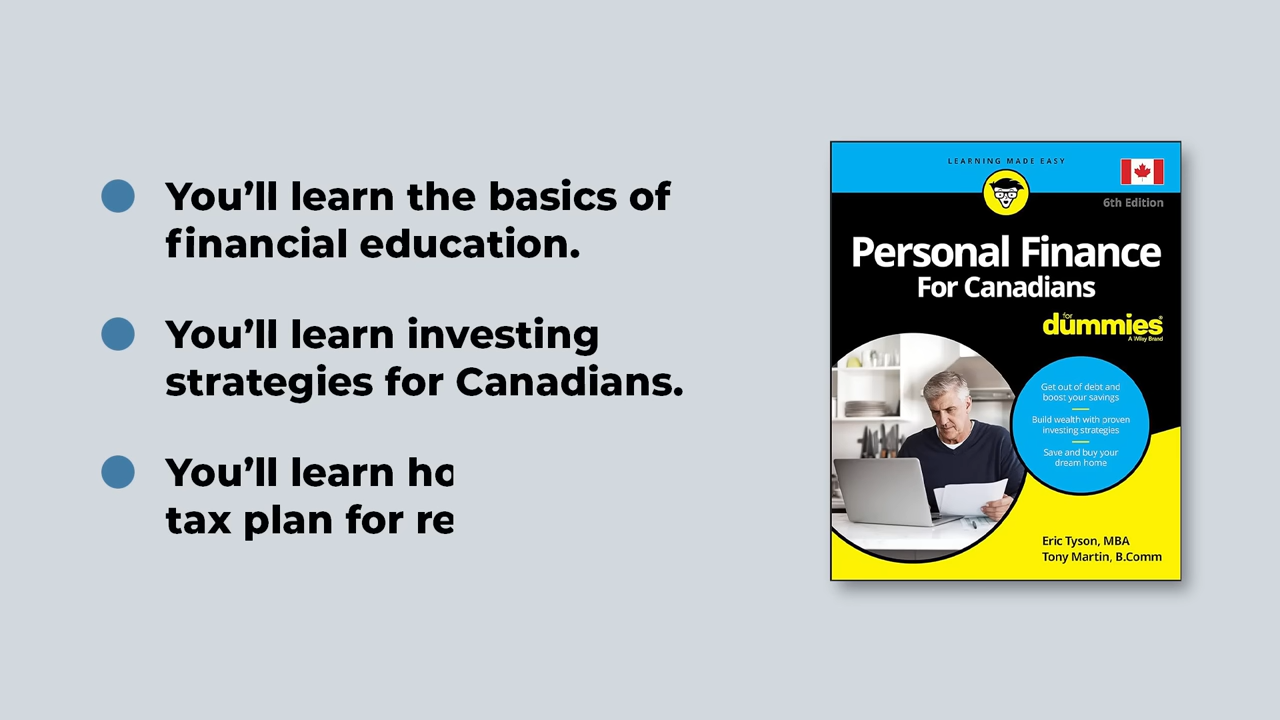 You’ll learn the basics of
financial education.
You’ll learn investing
strategies for Canadians.
You’ll learn
tax plan for
LEARNING MADE EASY
6th Edition
Personal Finance
For Canadians
for
dummies®
A Wiley Brand
Get out of debt and
boost your savings
Build wealth with proven
investing strategies
Save and buy your
dream home
Eric Tyson, MBA
Tony Martin, B.Comm